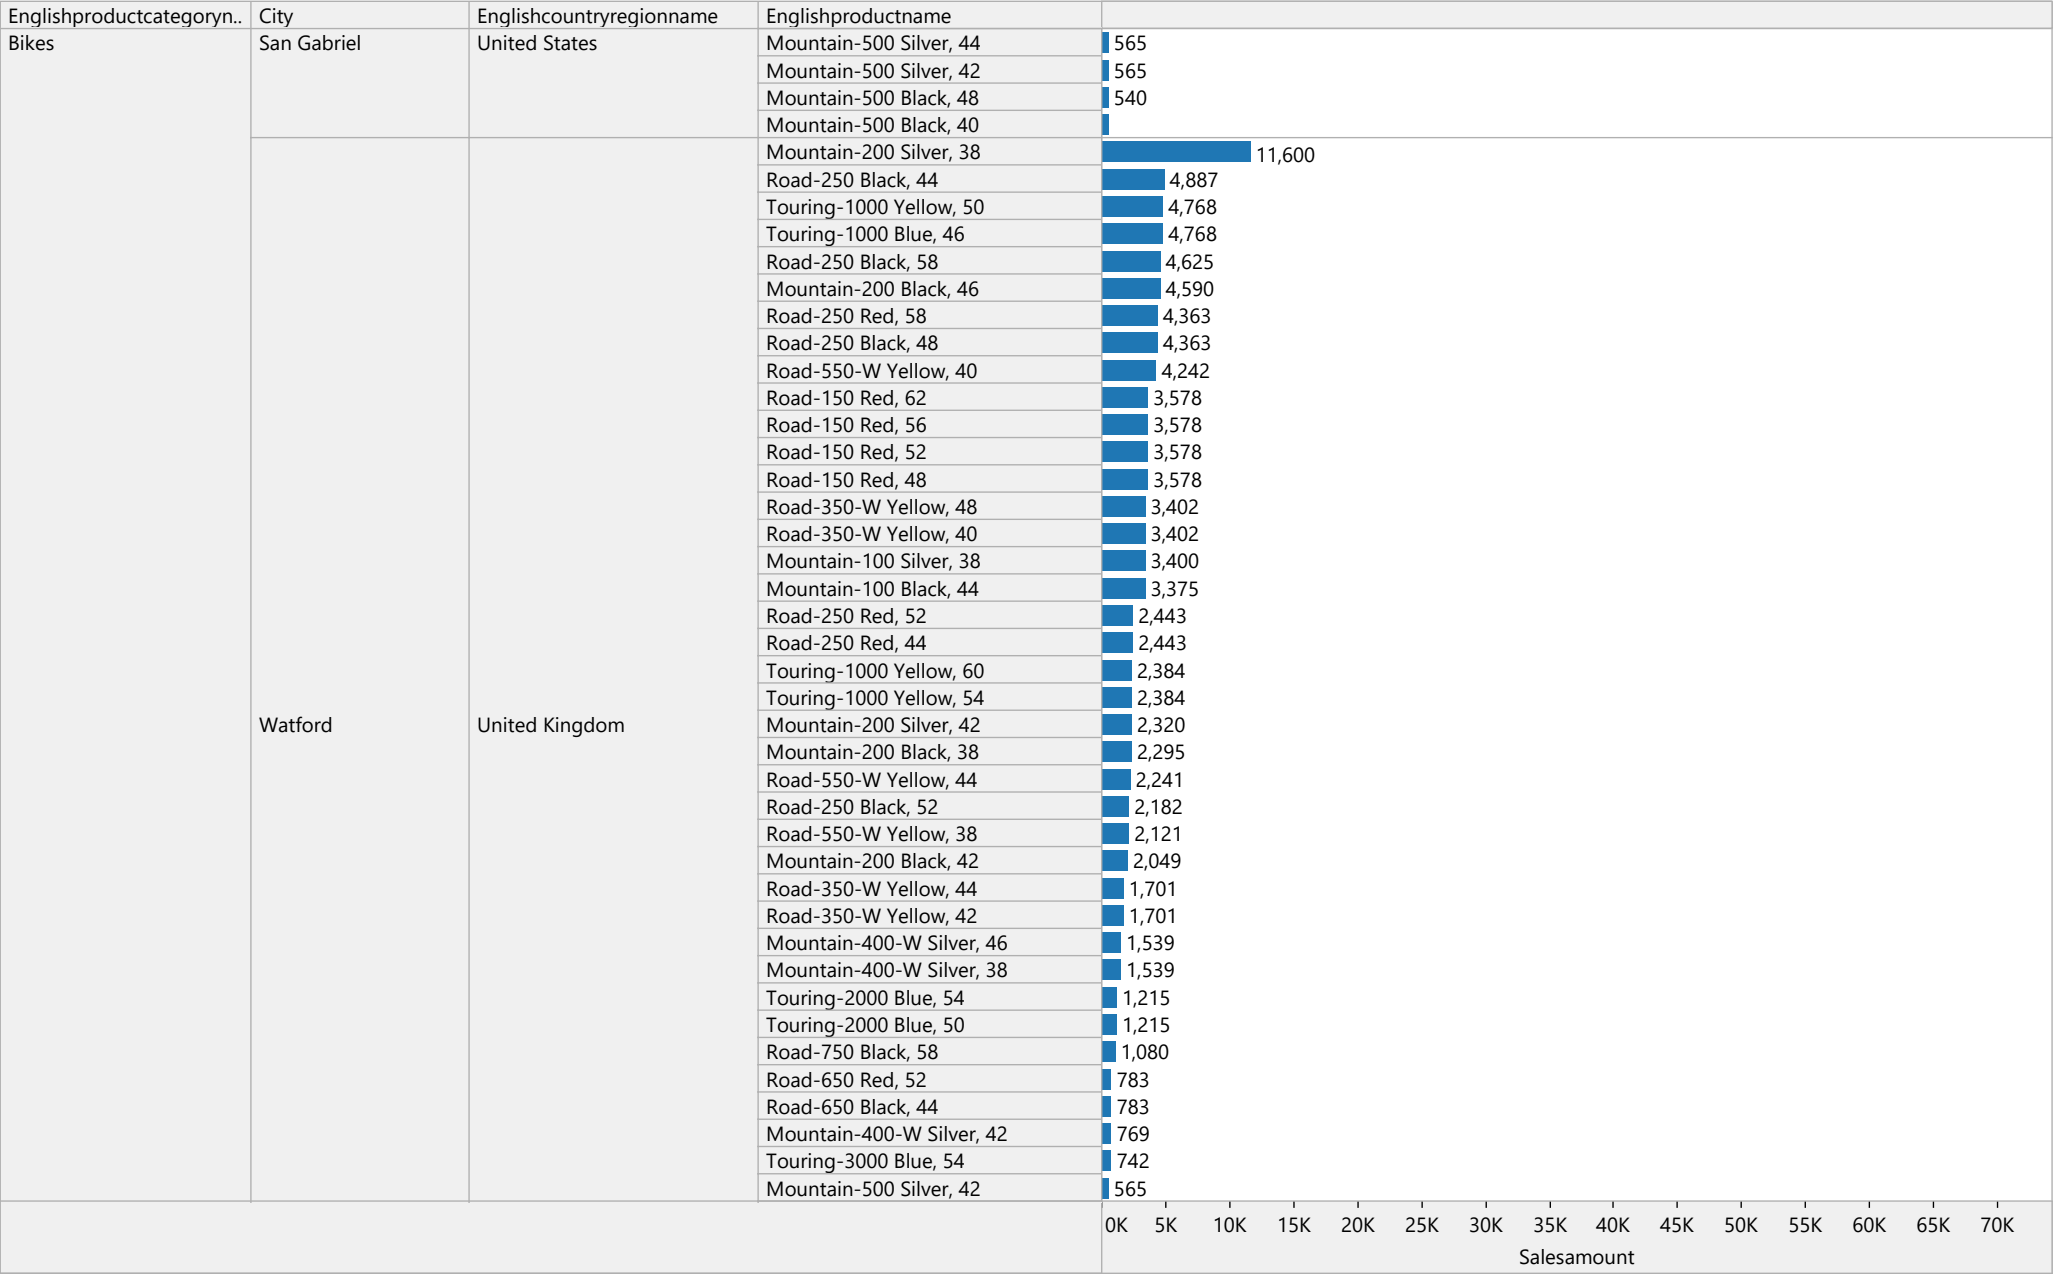 Englishproductcategoryn.. City Englishcountryregionname Englishproductname
Bikes San Gabriel United States Mountain-500 Silver, 44 565
Mountain-500 Silver, 42 565
Mountain-500 Black, 48 540
Mountain-500 Black, 40
Mountain-200 Silver, 38 11,600
Road-250 Black, 44 4,887
Touring-1000 Yellow, 50 4,768
Touring-1000 Blue, 46 4,768
Road-250 Black, 58 4,625
Mountain-200 Black, 46 4,590
Road-250 Red, 58 4,363
Road-250 Black, 48 4,363
Road-550-W Yellow, 40 4,242
Road-150 Red, 62 3,578
Road-150 Red, 56 3,578
Road-150 Red, 52 3,578
Road-150 Red, 48 3,578
Road-350-W Yellow, 48 3,402
Road-350-W Yellow, 40 3,402
Mountain-100 Silver, 38 3,400
Mountain-100 Black, 44 3,375
Road-250 Red, 52 2,443
Road-250 Red, 44 2,443
Touring-1000 Yellow, 60 2,384
Touring-1000 Yellow, 54 2,384
Watford United Kingdom Mountain-200 Silver, 42 2,320
Mountain-200 Black, 38 2,295
Road-550-W Yellow, 44 2,241
Road-250 Black, 52 2,182
Road-550-W Yellow, 38 2,121
Mountain-200 Black, 42 2,049
Road-350-W Yellow, 44 1,701
Road-350-W Yellow, 42 1,701
Mountain-400-W Silver, 46 1,539
Mountain-400-W Silver, 38 1,539
Touring-2000 Blue, 54 1,215
Touring-2000 Blue, 50 1,215
Road-750 Black, 58 1,080
Road-650 Red, 52 783
Road-650 Black, 44 783
Mountain-400-W Silver, 42 769
Touring-3000 Blue, 54 742
Mountain-500 Silver, 42 565
0K 5K 10K 15K 20K 25K 30K 35K 40K 45K 50K 55K 60K 65K 70K
Salesamount